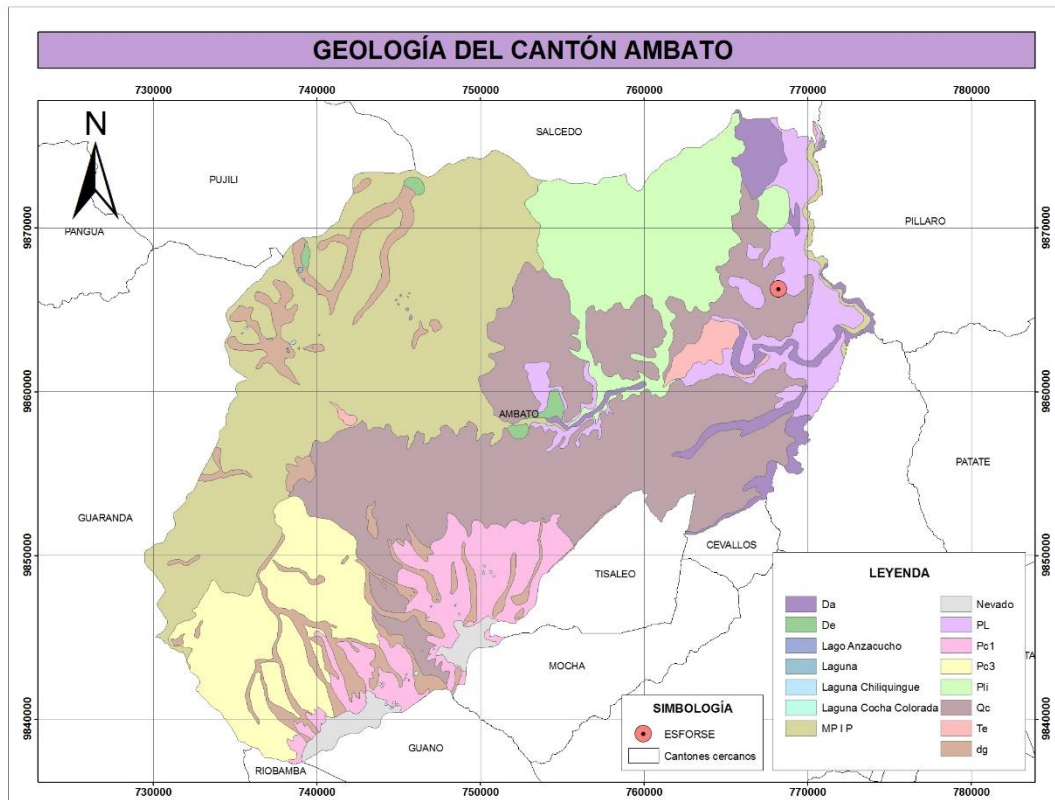 GEOLOGÍA DEL CANTÓN AMBATO
730000 740000 750000 760000 770000 780000
N
SALCEDO
PUJILI
PANGUA
PILLARO
9870000 9870000
9860000 9860000
AMBATO
PATATE
GUARANDA
9850000 9850000
CEVALLOS
TISALEO
MOCHA
9840000 9840000
GUANO
RIOBAMBA
TA
LEYENDA
Da
De
Lago Anzacucho
Laguna
Laguna Chiliquingue
Laguna Cocha Colorada
MP l P
Nevado
PL
Pc1
Pc3
Pli
Qc
Te
dg
SIMBOLOGÍA
ESFORSE
Cantones cercanos
730000 740000 750000 760000 770000 780000